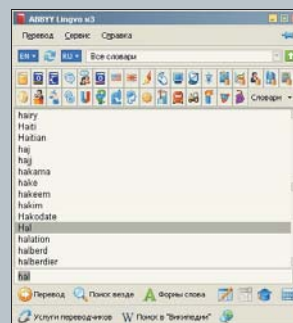 ABBYY Lingvo x3
Перевод Сервис Справка
EN RU Все словари
Словари
hairy
Haiti
Haitian
haj
hajj
hakama
hake
hakeem
hakim
Hakodate
Hal
halation
halberd
halberdier
hal
Перевод Поиск везде Формы слова
Услуги переводчиков W Поиск в "Википедии"